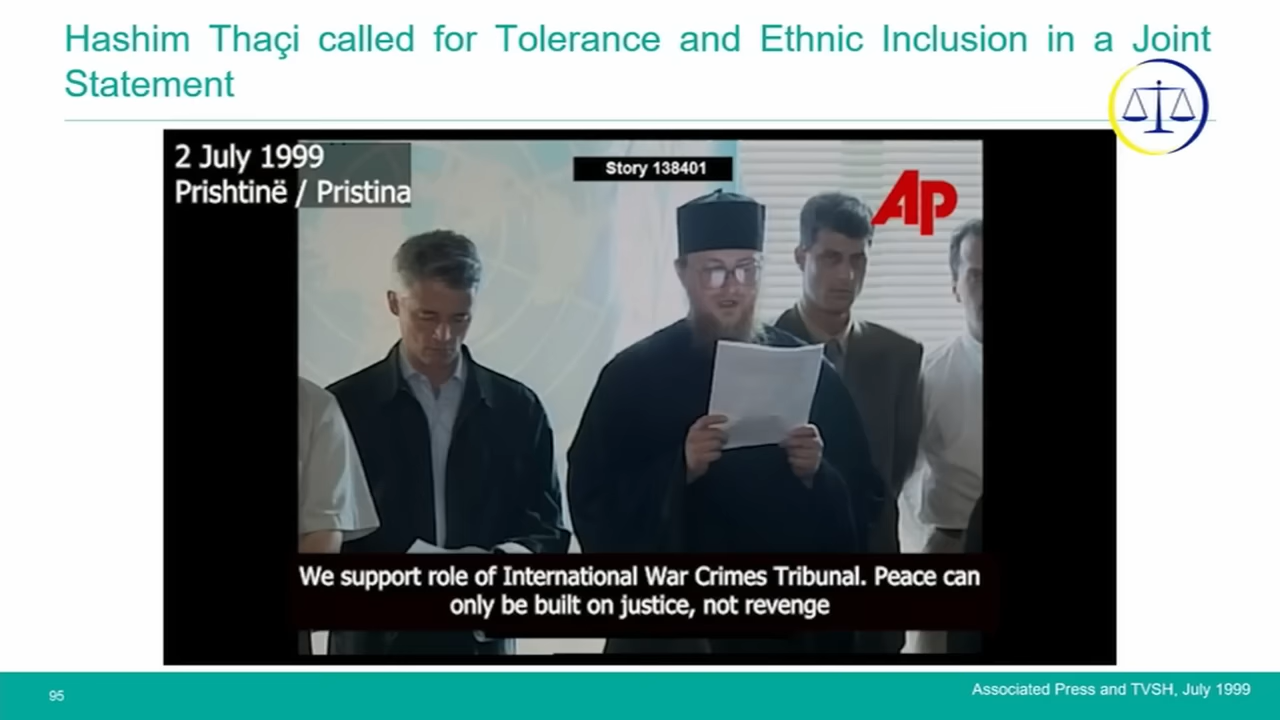 Hashim Thaçi called for Tolerance and Ethnic Inclusion in a Joint
Statement
2 July 1999
Prishtinë / Pristina
Story 138401
AP
We support role of International War Crimes Tribunal. Peace can
only be built on justice, not revenge
95
Associated Press and TVSH, July 1999